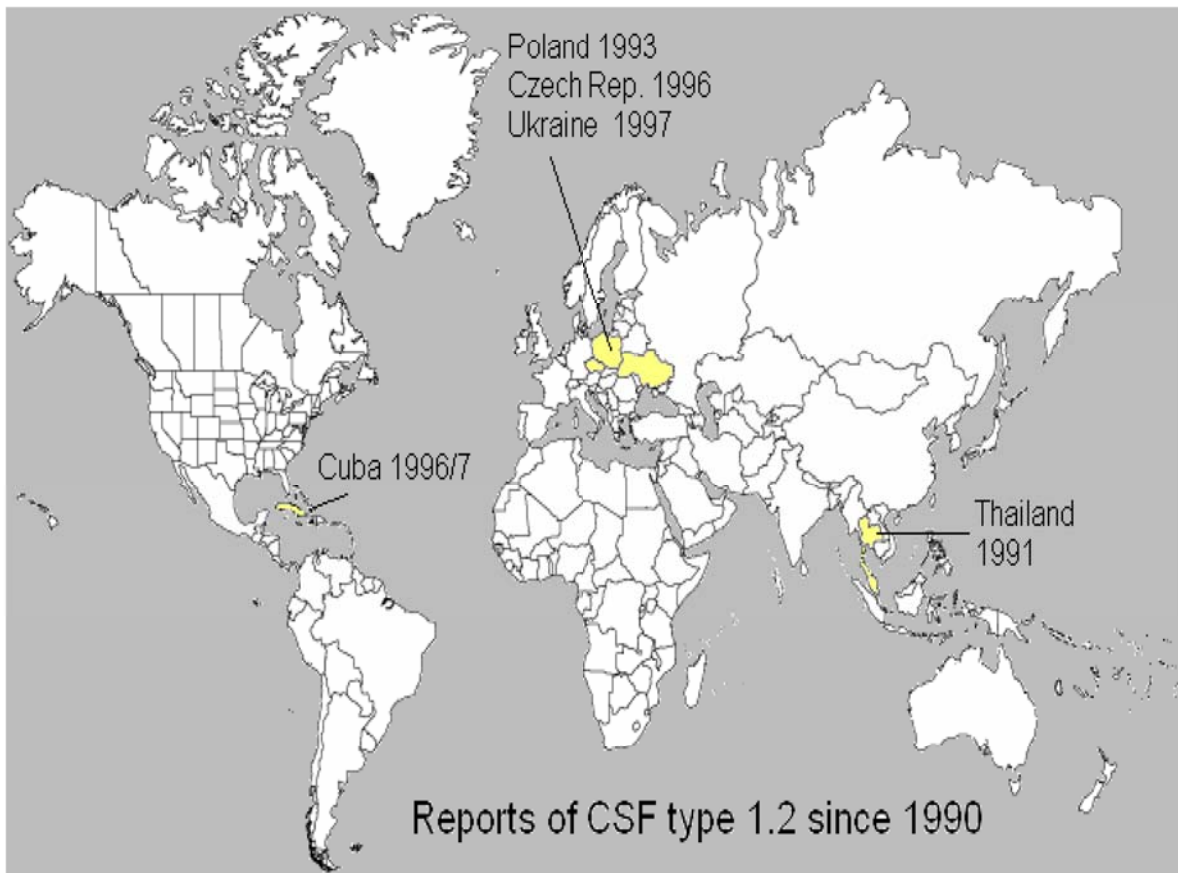 Poland 1993
Czech Rep. 1996
Ukraine 1997
Cuba 1996/7
Thailand
1991
Reports of CSF type 1.2 since 1990